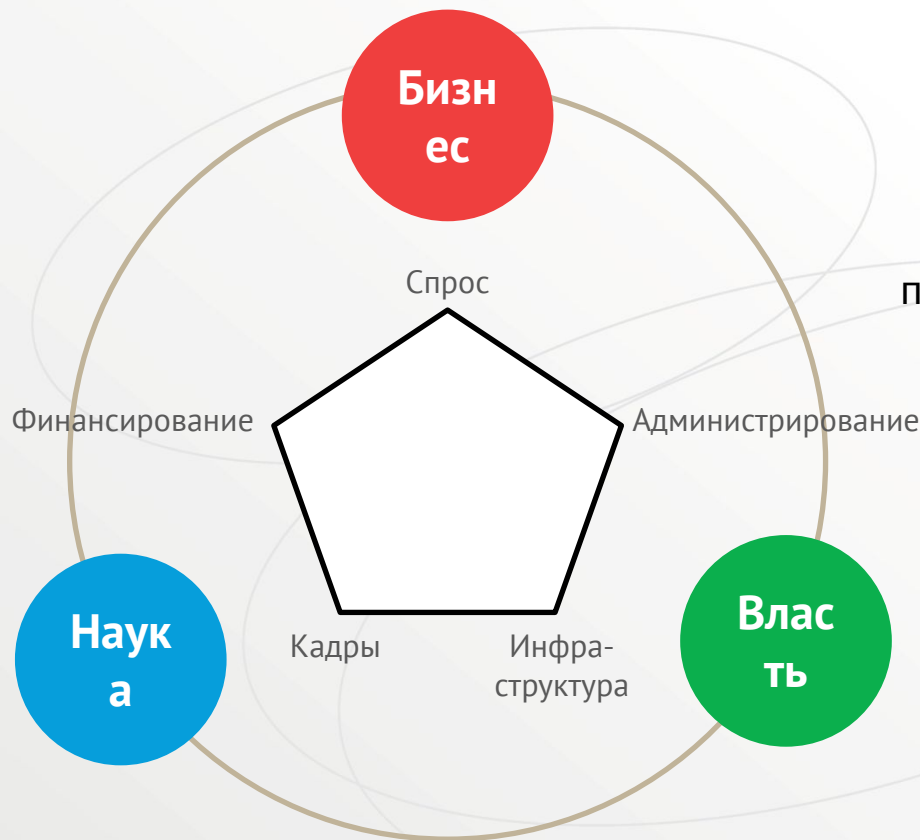 Бизн
ес
Спрос
П
Финансирование
Администрирование
Наук
а
Кадры
Инфра-
структура
Влас
ть